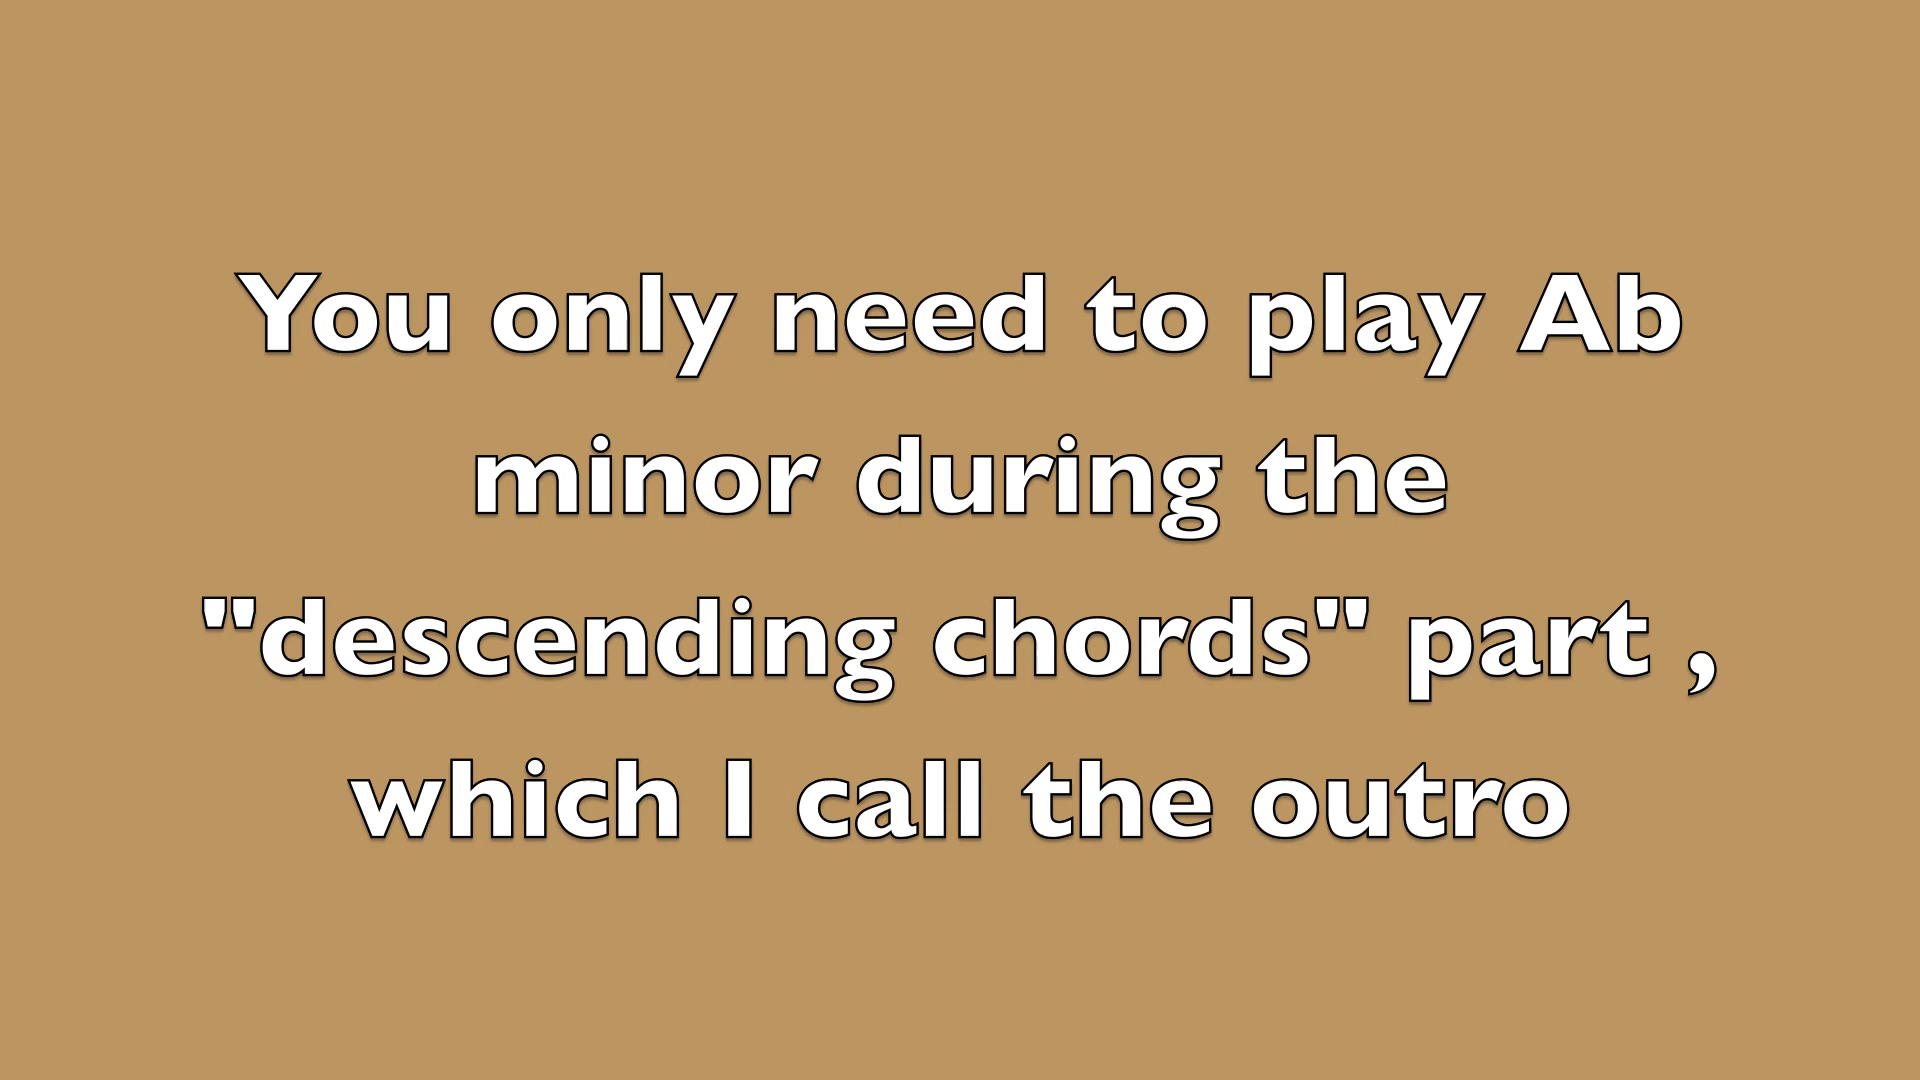 You only need to play Ab
minor during the
"descending chords" part ,
which I call the outro